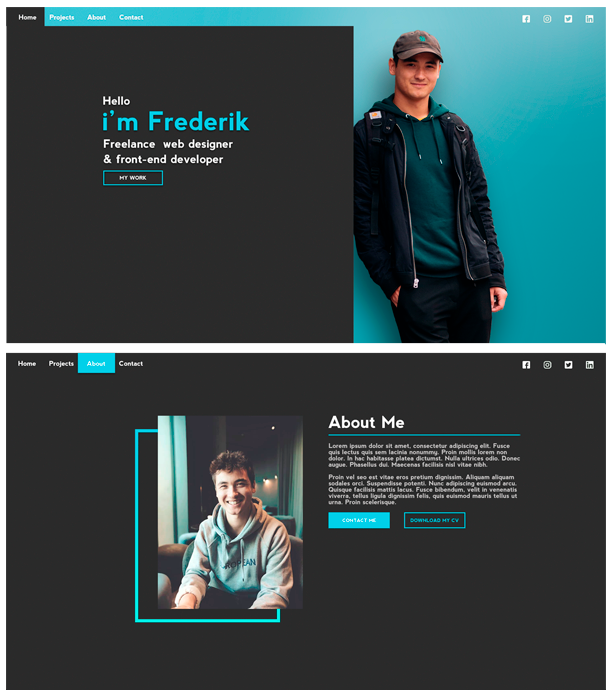 Home Projects About Contact
Hello
i'm Frederik
Freelance web designer
& front-end developer
MY WORK
Home Projects About Contact
About Me
Lorem ipsum dolor sit amet, consectetur adipiscing elit. Fusce
quis lectus quis sem lacinia nonummy. Proin mollis lorem non
dolor. In hac habitasse platea dictumst. Nulla ultrices odio. Donec
augue. Phasellus dui. Maecenas facilisis nisl vitae nibh.
Proin vel seo est vitae eros pretium dignissim. Aliquam aliquam
sodales orci. Suspendisse potenti. Nunc adipiscing euismod arcu.
Quisque facilisis mattis lacus. Fusce bibendum, velit in venenatis
viverra, tellus ligula dignissim felis, quis euismod mauris tellus ut
urna. Proin scelerisque.
CONTACT ME DOWNLOAD MY CV